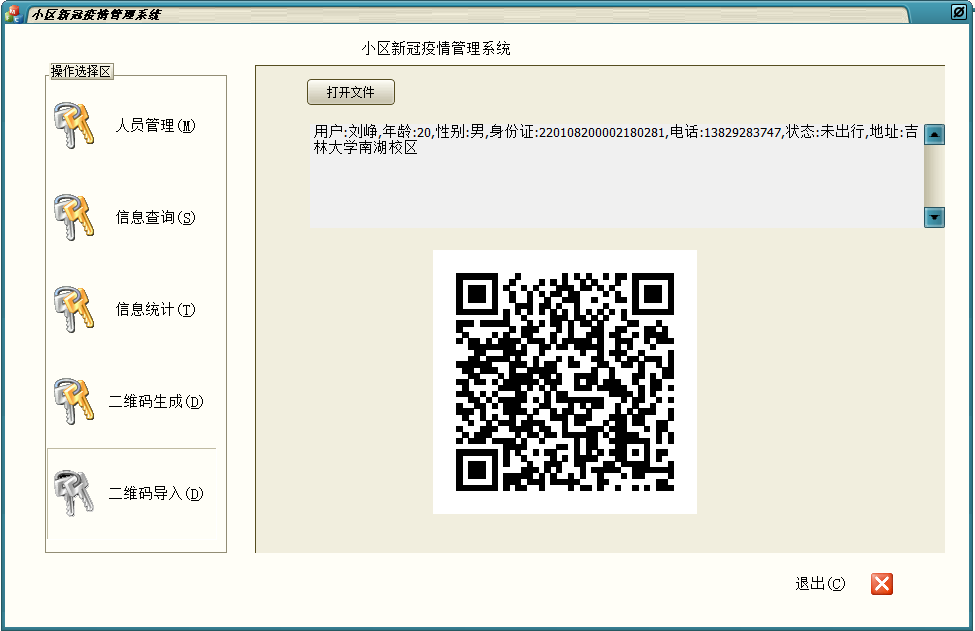 小区新冠疫情管理系统
小区新冠疫情管理系统
操作选择区
人员管理(M)
信息查询(S)
信息统计(T)
二维码生成(D)
二维码导入(D)
打开文件
用户:刘峥,年龄:20,性别:男,身份证:220108200002180281,电话:13829283747,状态:未出行,地址:吉
林大学南湖校区
退出(C)